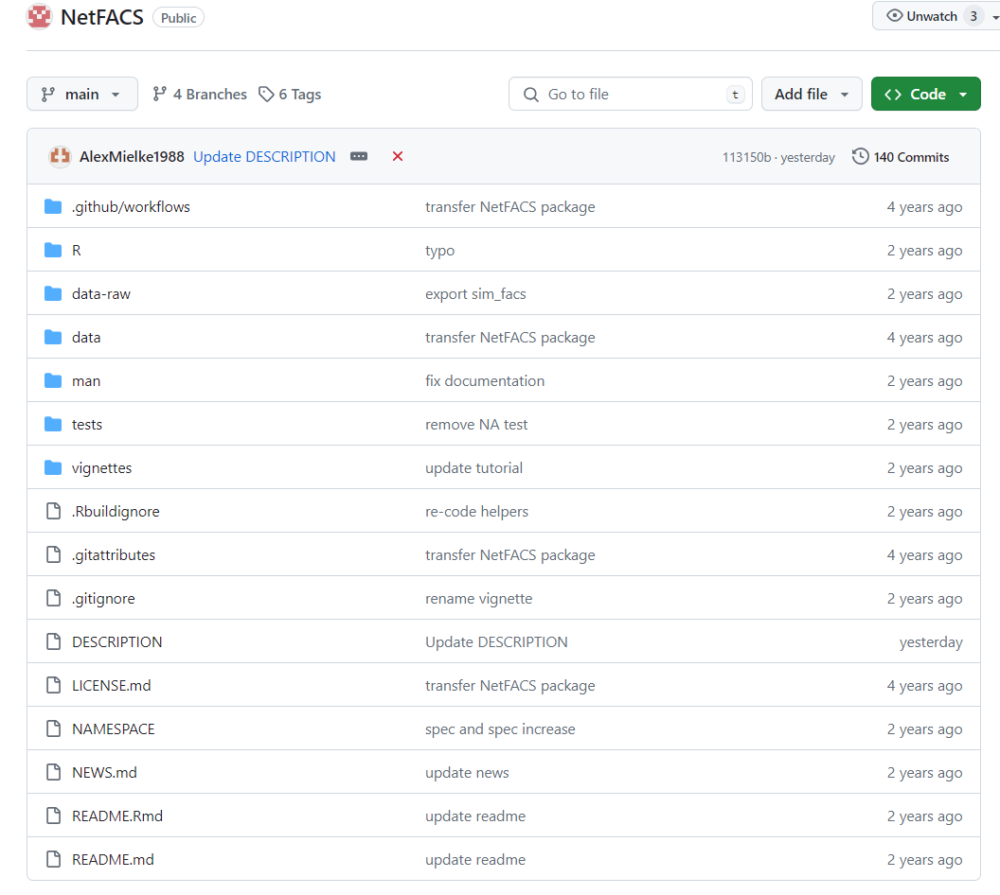 NetFACS Public Unwatch 3
main 4 Branches 6 Tags Go to file t Add file Code
AlexMielke1988 Update DESCRIPTION 113150b · yesterday 140 Commits
.github/workflows transfer NetFACS package 4 years ago
R typo 2 years ago
data-raw export sim_facs 2 years ago
data transfer NetFACS package 4 years ago
man fix documentation 2 years ago
tests remove NA test 2 years ago
vignettes update tutorial 2 years ago
.Rbuildignore re-code helpers 2 years ago
.gitattributes transfer NetFACS package 4 years ago
.gitignore rename vignette 2 years ago
DESCRIPTION Update DESCRIPTION yesterday
LICENSE.md transfer NetFACS package 4 years ago
NAMESPACE spec and spec increase 2 years ago
NEWS.md update news 2 years ago
README.Rmd update readme 2 years ago
README.md update readme 2 years ago